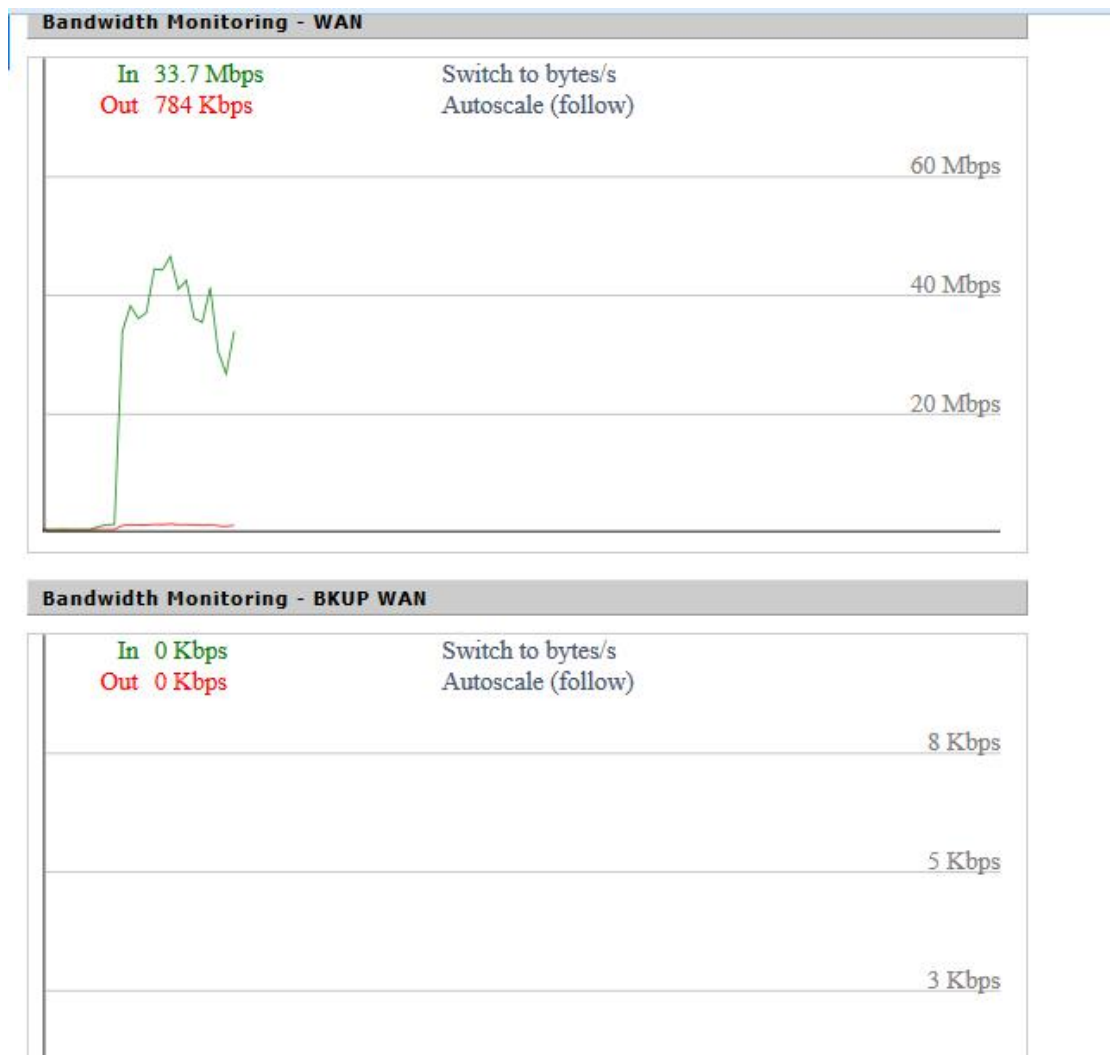 Bandwidth Monitoring - WAN
In 33.7 Mbps Switch to bytes/s
Out 784 Kbps Autoscale (follow)
60 Mbps
40 Mbps
20 Mbps
Bandwidth Monitoring - BKUP WAN
In 0 Kbps Switch to bytes/s
Out 0 Kbps Autoscale (follow)
8 Kbps
5 Kbps
3 Kbps